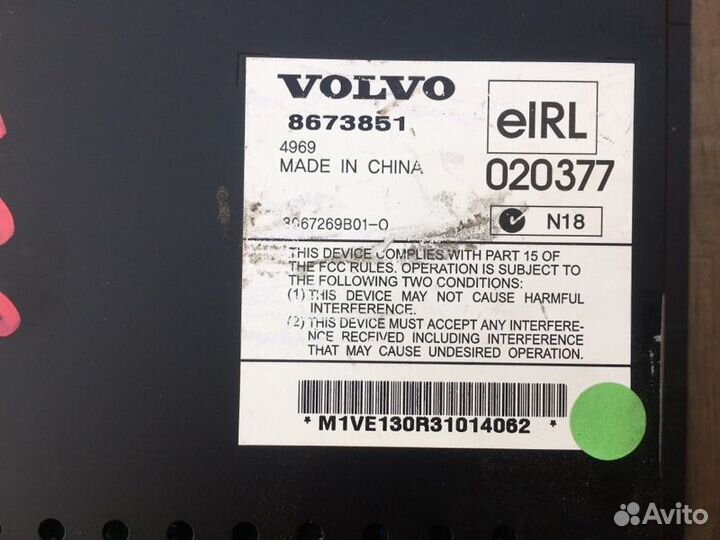 VOLVO
8673851
4969
MADE IN CHINA
eIRL
020377
3967269B01-O
N18
THIS DEVICE COMPLIES WITH PART 15 OF
THE FCC RULES. OPERATION IS SUBJECT TO
THE FOLLOWING TWO CONDITIONS:
(1) THIS DEVICE MAY NOT CAUSE HARMFUL
INTERFERENCE.
(2) THIS DEVICE MUST ACCEPT ANY INTERFERE-
NCE RECEIVED INCLUDING INTERFERENCE
THAT MAY CAUSE UNDESIRED OPERATION.
* M1VE130R31014062 *
Avito